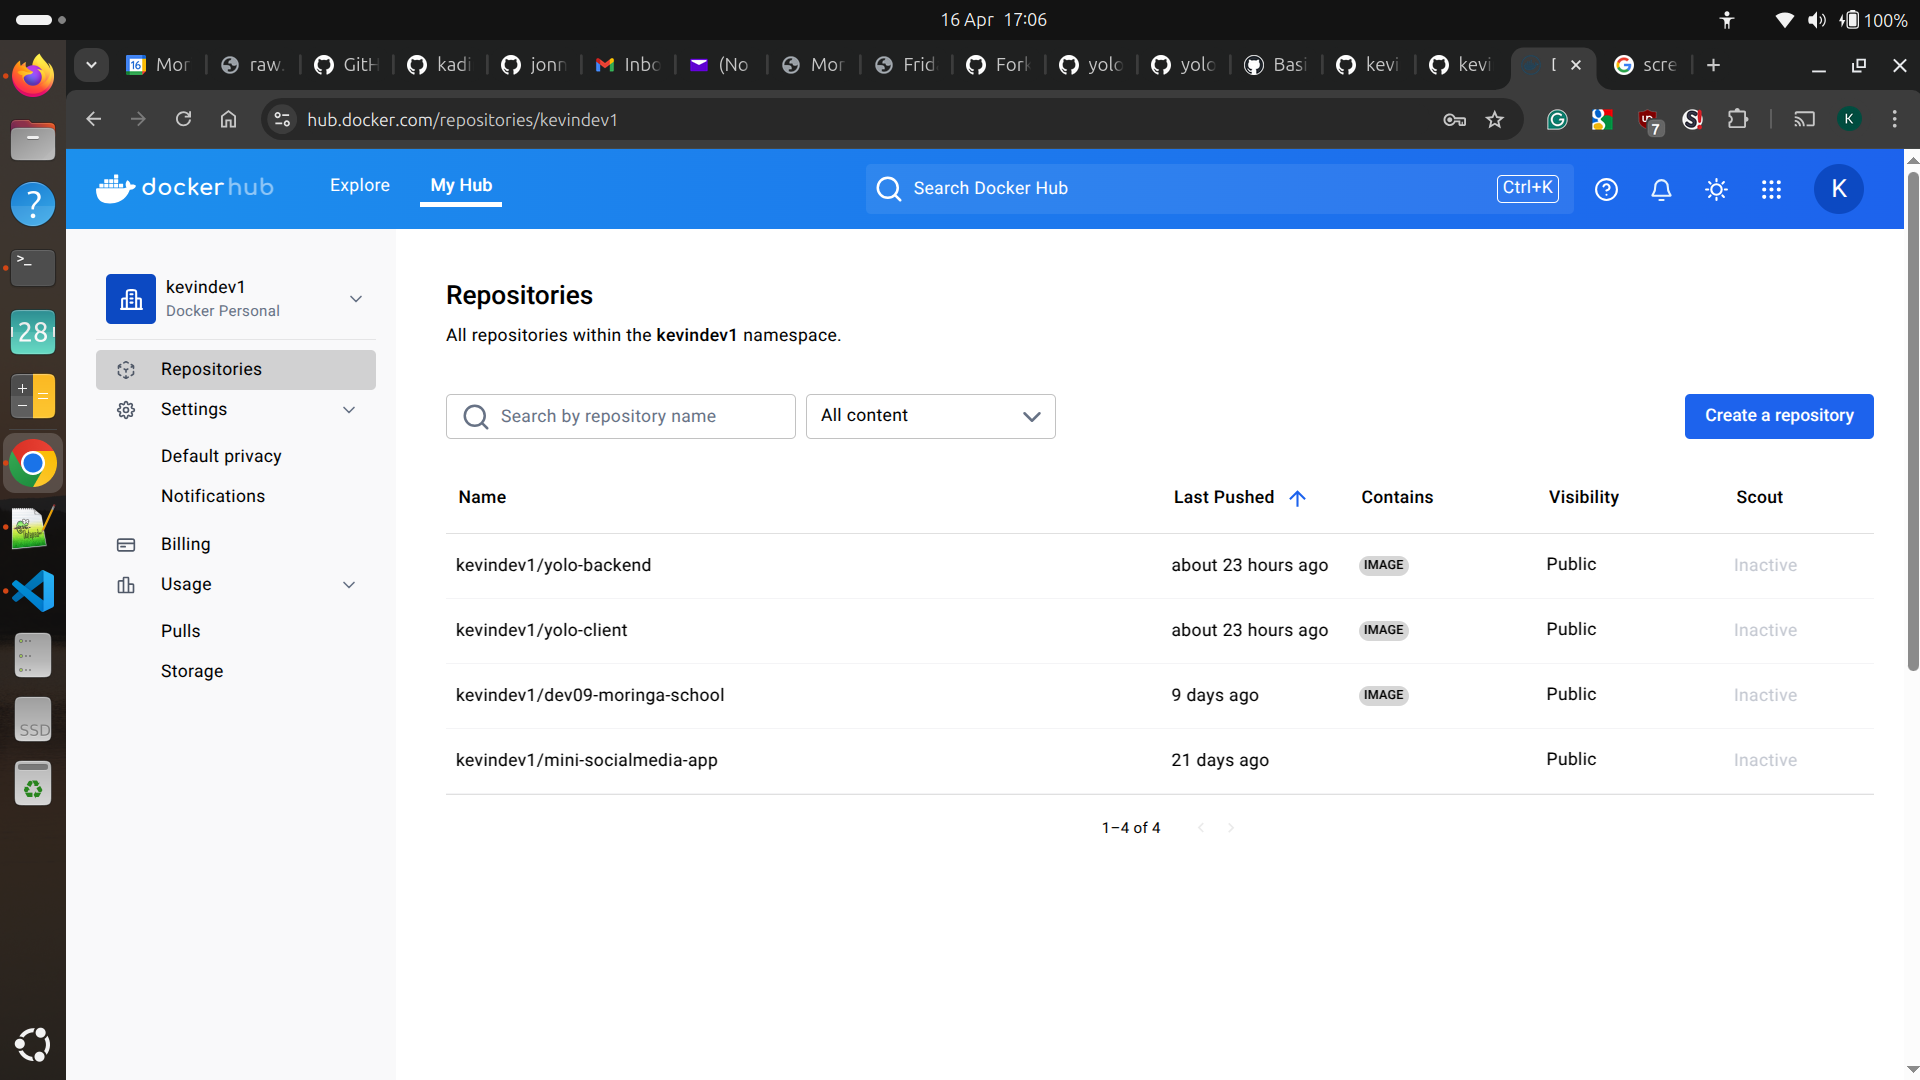 16 Apr 17:06
100%
16 Mor
raw.
GitH
kadi
jonn
Inbo
(No
Mor
Frid
Fork
yolo
yolo
Basi
kevi
kevi
scre
hub.docker.com/repositories/kevindev1
7
K
docker hub
Explore
My Hub
Search Docker Hub
Ctrl+K
K
kevindev1
Docker Personal
Repositories
Settings
Default privacy
Notifications
Billing
Usage
Pulls
Storage
Repositories
All repositories within the kevindev1 namespace.
Search by repository name
All content
Create a repository
Name Last Pushed Contains Visibility Scout
kevindev1/yolo-backend about 23 hours ago IMAGE Public Inactive
kevindev1/yolo-client about 23 hours ago IMAGE Public Inactive
kevindev1/dev09-moringa-school 9 days ago IMAGE Public Inactive
kevindev1/mini-socialmedia-app 21 days ago Public Inactive
1–4 of 4
28
SSD